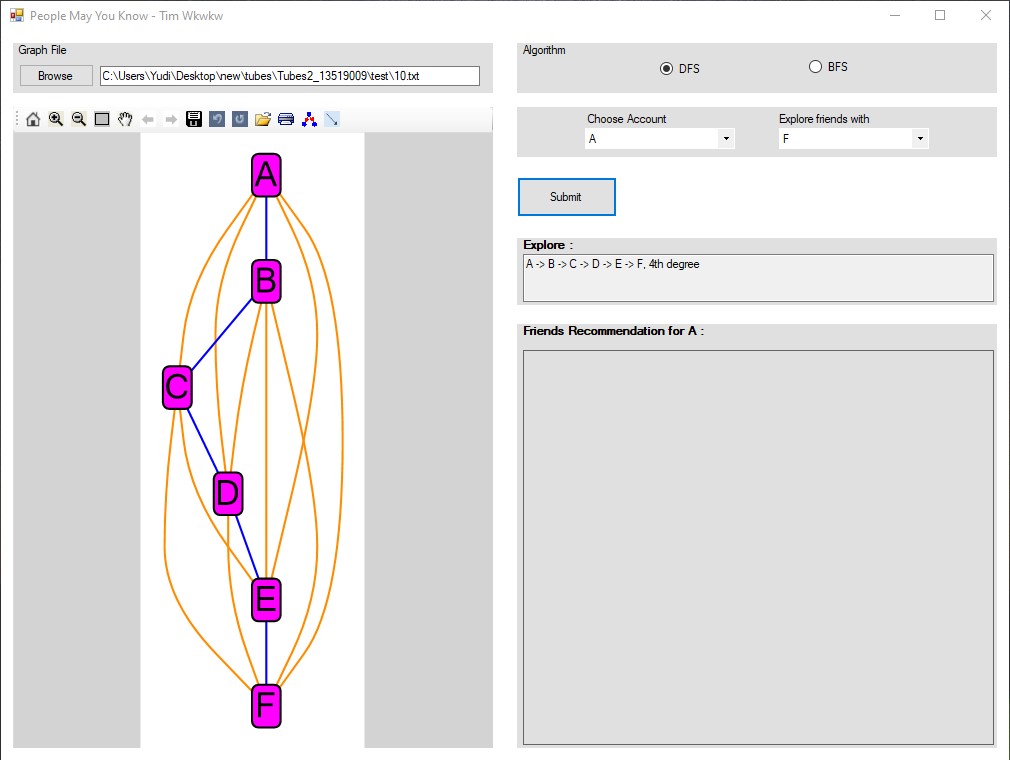 People May You Know - Tim Wkwkw
Graph File
Browse
C:\Users\Yudi\Desktop\new\tubes\Tubes2_13519009\test\10.txt
A
B
C
D
E
F
Algorithm
DFS
BFS
Choose Account
Explore friends with
A
F
Submit
Explore :
A -> B -> C -> D -> E -> F, 4th degree
Friends Recommendation for A :